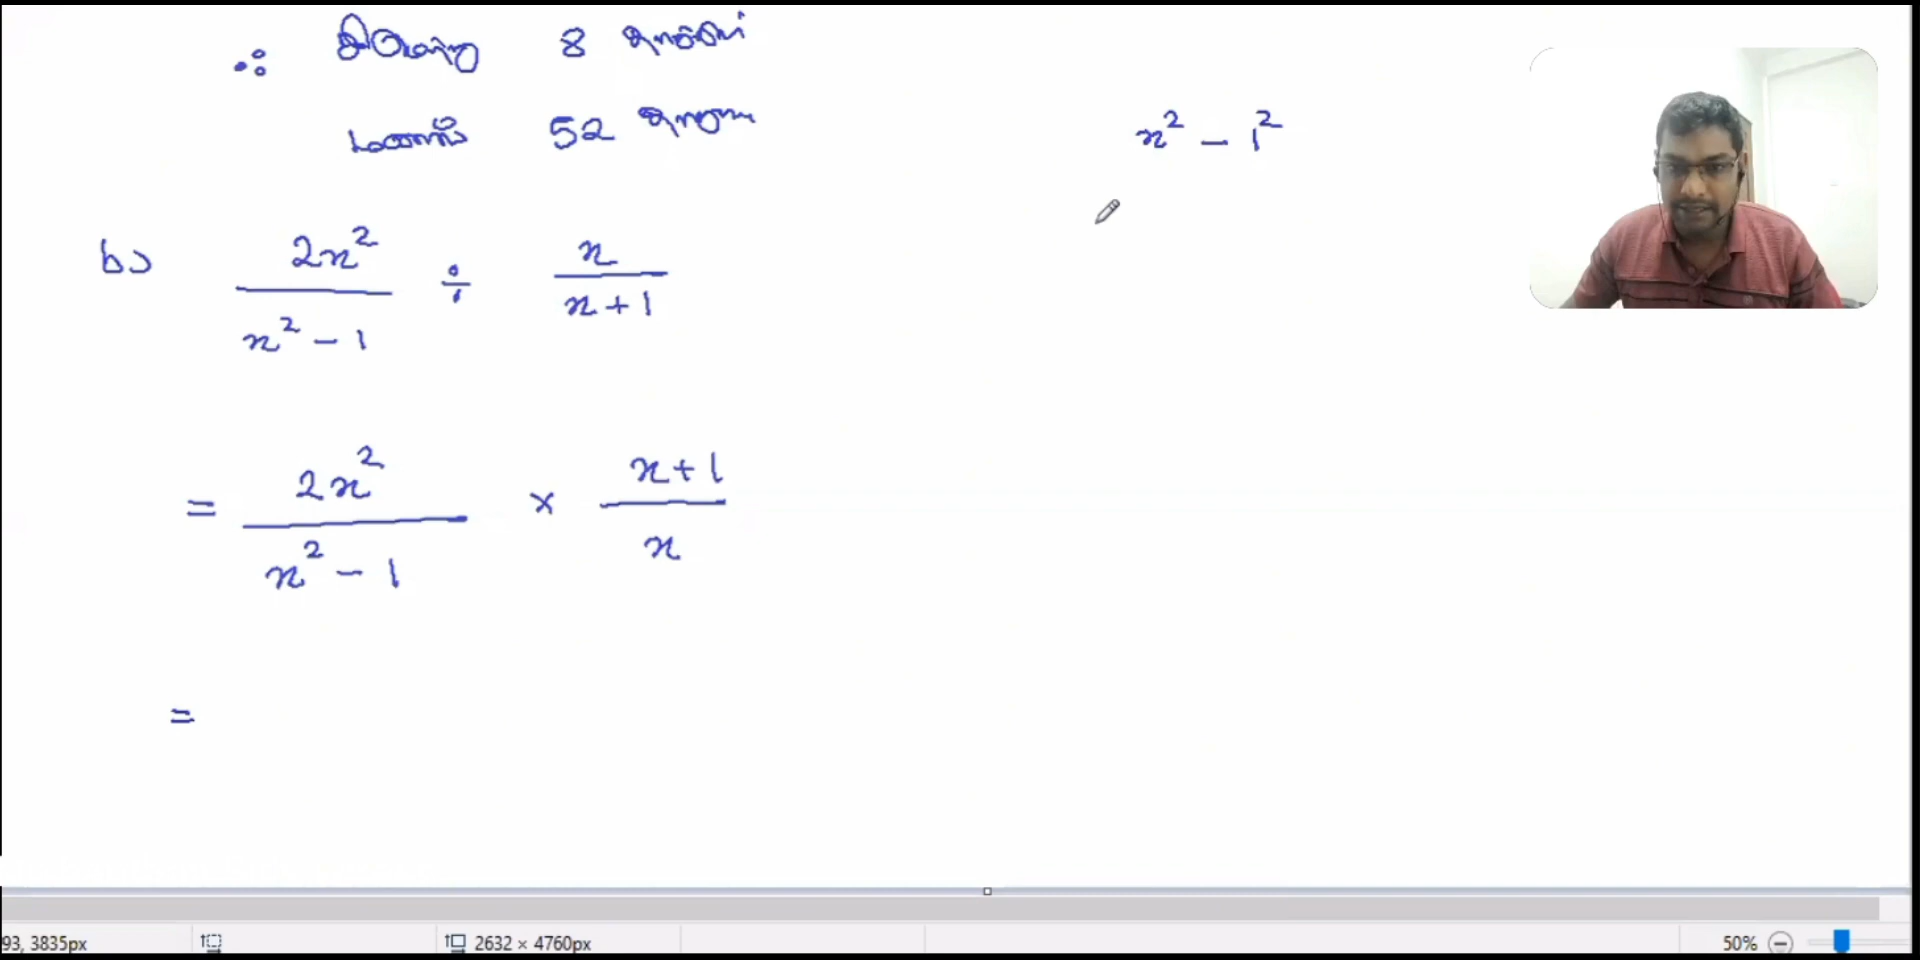 ∴ 8
52
x² − 1²
b) 2x² / x² − 1 ÷ x / x + 1
= 2x² / x² − 1 × x + 1 / x
=
93, 3835px
2632 × 4760px
50%